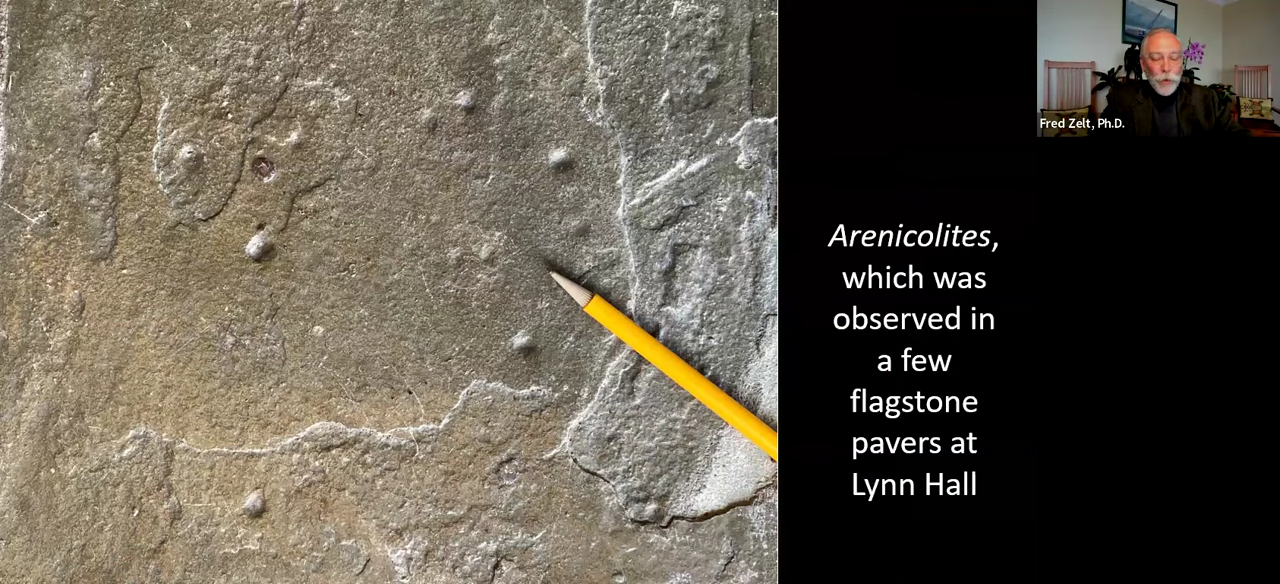 Fred Zelt, Ph.D.
Arenicolites,
which was
observed in
a few
flagstone
pavers at
Lynn Hall